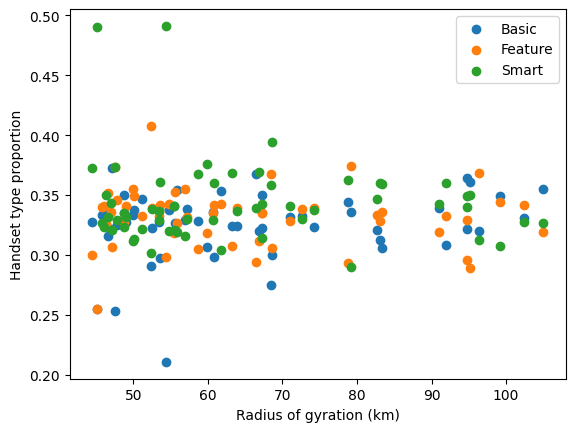 Basic
Feature
Smart
0.50
0.45
0.40
0.35
0.30
0.25
0.20
Handset type proportion
50 60 70 80 90 100
Radius of gyration (km)